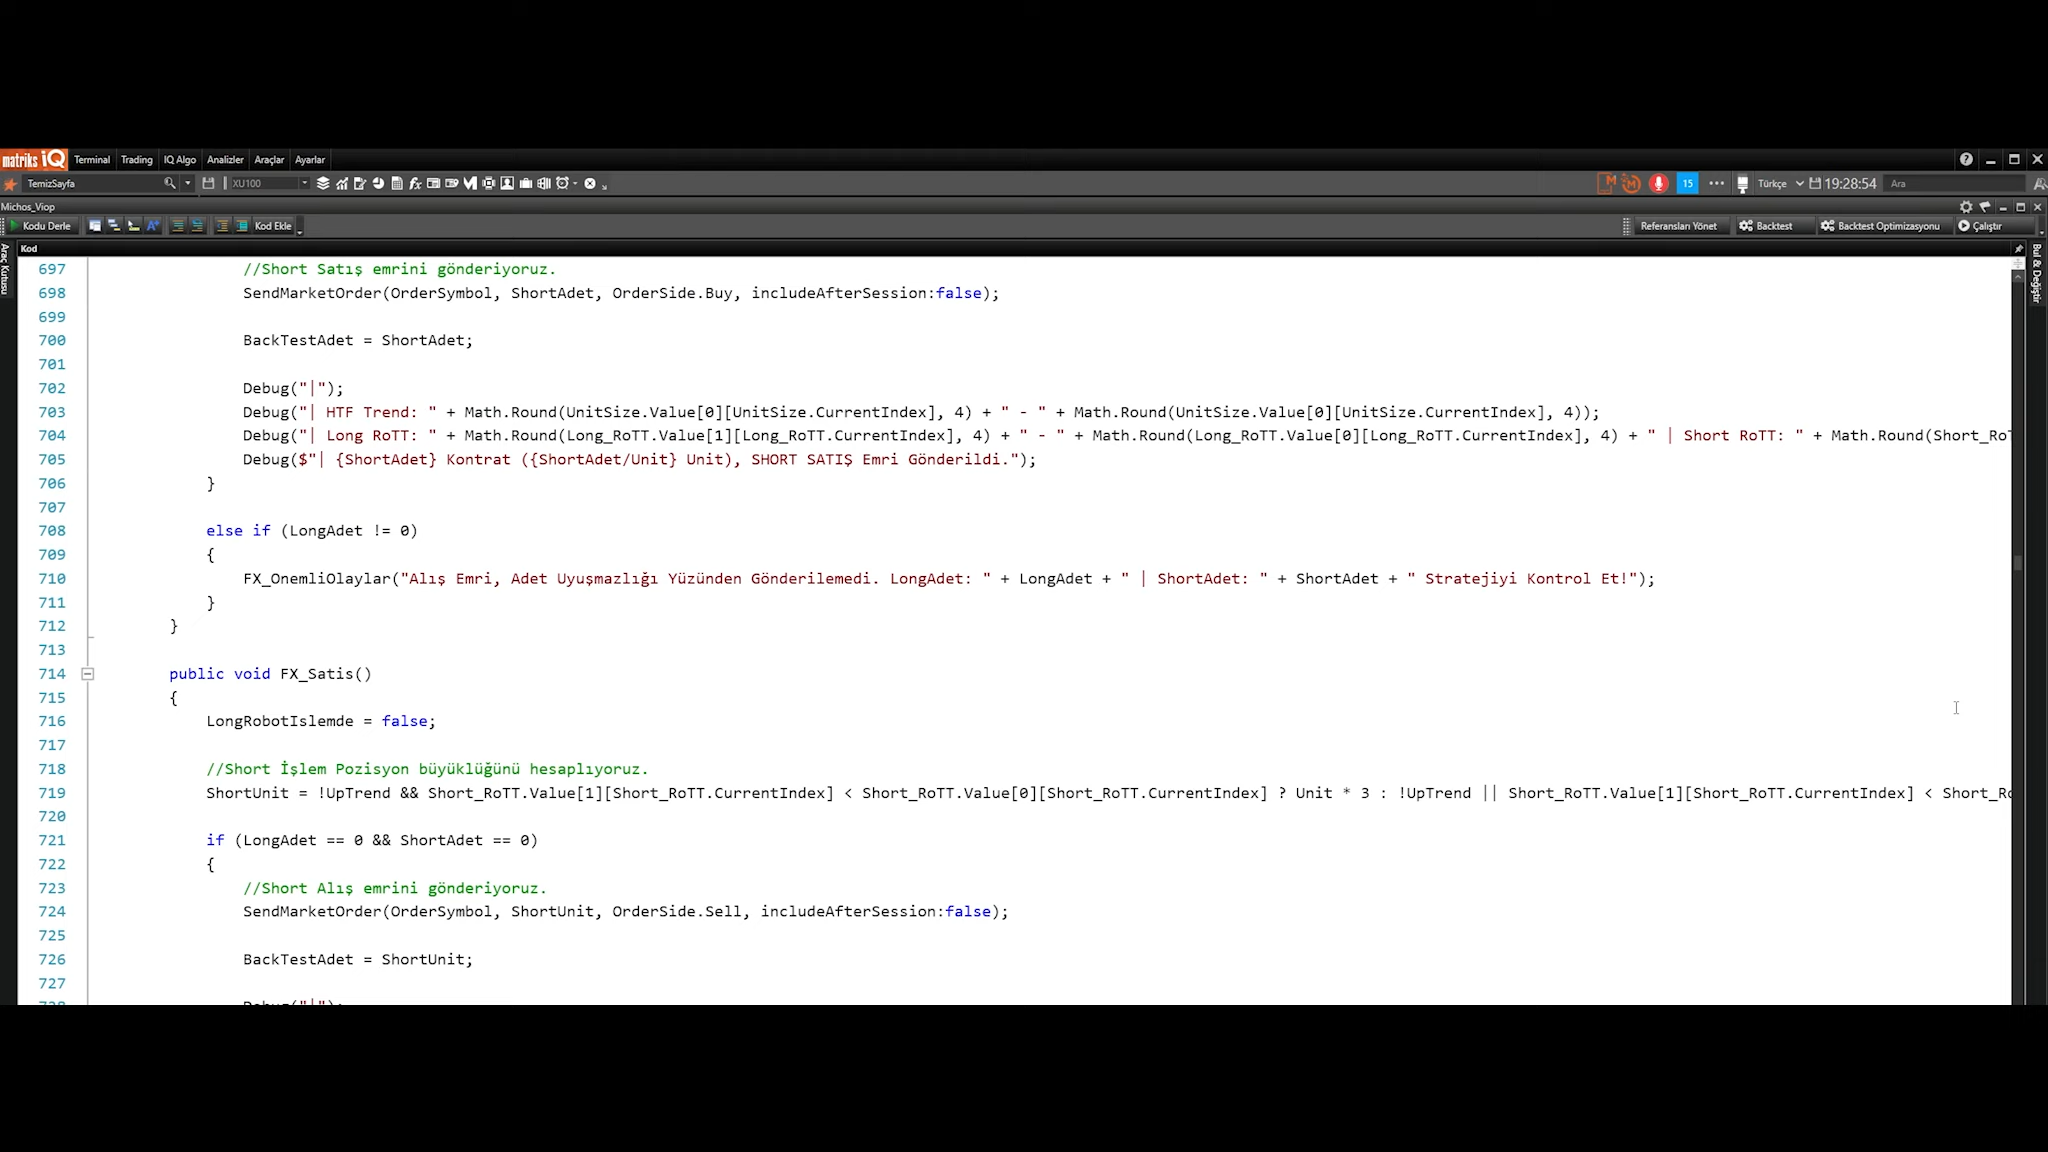 matriks iQ Terminal Trading IQ Algo Analizler Araçlar Ayarlar
TemizSayfa XU100 15 Türkçe 19:28:54 Ara
Michos_Viop
Kodu Derle Kod Ekle Referansları Yönet Backtest Backtest Optimizasyonu Çalıştır
Araç Kutusu
Kod
Bul & Değiştir
697 //Short Satış emrini gönderiyoruz.
698 SendMarketOrder(OrderSymbol, ShortAdet, OrderSide.Buy, includeAfterSession:false);
699
700 BackTestAdet = ShortAdet;
701
702 Debug("|");
703 Debug("| HTF Trend: " + Math.Round(UnitSize.Value[0][UnitSize.CurrentIndex], 4) + " - " + Math.Round(UnitSize.Value[0][UnitSize.CurrentIndex], 4));
704 Debug("| Long RoTT: " + Math.Round(Long_RoTT.Value[1][Long_RoTT.CurrentIndex], 4) + " - " + Math.Round(Long_RoTT.Value[0][Long_RoTT.CurrentIndex], 4) + " | Short RoTT: " + Math.Round(Short_RoT
705 Debug($"| {ShortAdet} Kontrat ({ShortAdet/Unit} Unit), SHORT SATIŞ Emri Gönderildi.");
706 }
707
708 else if (LongAdet != 0)
709 {
710 FX_OnemliOlaylar("Alış Emri, Adet Uyuşmazlığı Yüzünden Gönderilemedi. LongAdet: " + LongAdet + " | ShortAdet: " + ShortAdet + " Stratejiyi Kontrol Et!");
711 }
712 }
713
714 public void FX_Satis()
715 {
716 LongRobotIslemde = false;
717
718 //Short İşlem Pozisyon büyüklüğünü hesaplıyoruz.
719 ShortUnit = !UpTrend && Short_RoTT.Value[1][Short_RoTT.CurrentIndex] < Short_RoTT.Value[0][Short_RoTT.CurrentIndex] ? Unit * 3 : !UpTrend || Short_RoTT.Value[1][Short_RoTT.CurrentIndex] < Short_Ro
720
721 if (LongAdet == 0 && ShortAdet == 0)
722 {
723 //Short Alış emrini gönderiyoruz.
724 SendMarketOrder(OrderSymbol, ShortUnit, OrderSide.Sell, includeAfterSession:false);
725
726 BackTestAdet = ShortUnit;
727
728 Debug("|");